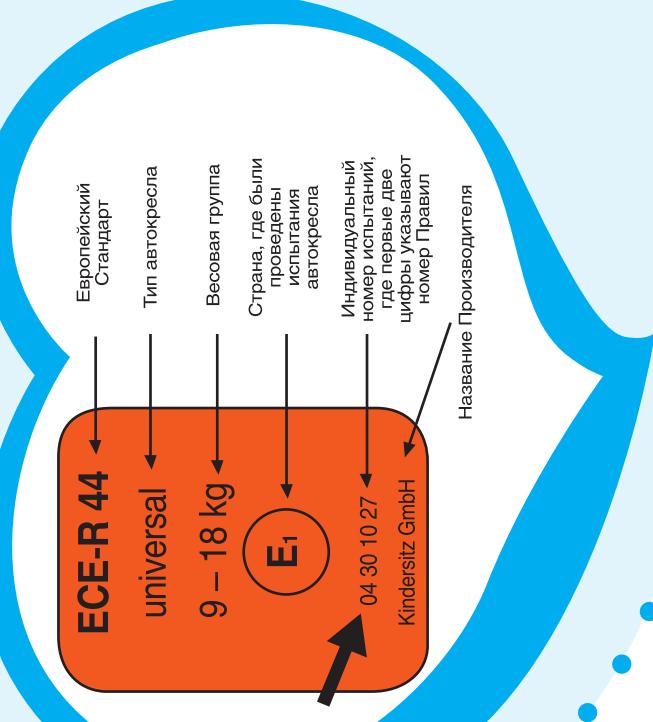 ECE-R 44
universal
9 – 18 kg
E1
04 30 10 27
Kindersitz GmbH
Европейский
Стандарт
Тип автокресла
Весовая группа
Страна, где были
проведены
испытания
автокресла
Индивидуальный
номер испытаний,
где первые две
цифры указывают
номер Правил
Название Производителя